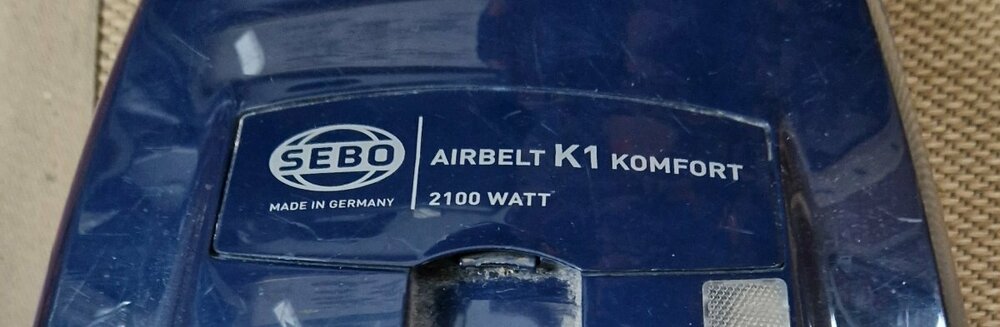 SEBO
MADE IN GERMANY
AIRBELT K1 KOMFORT
2100 WATT